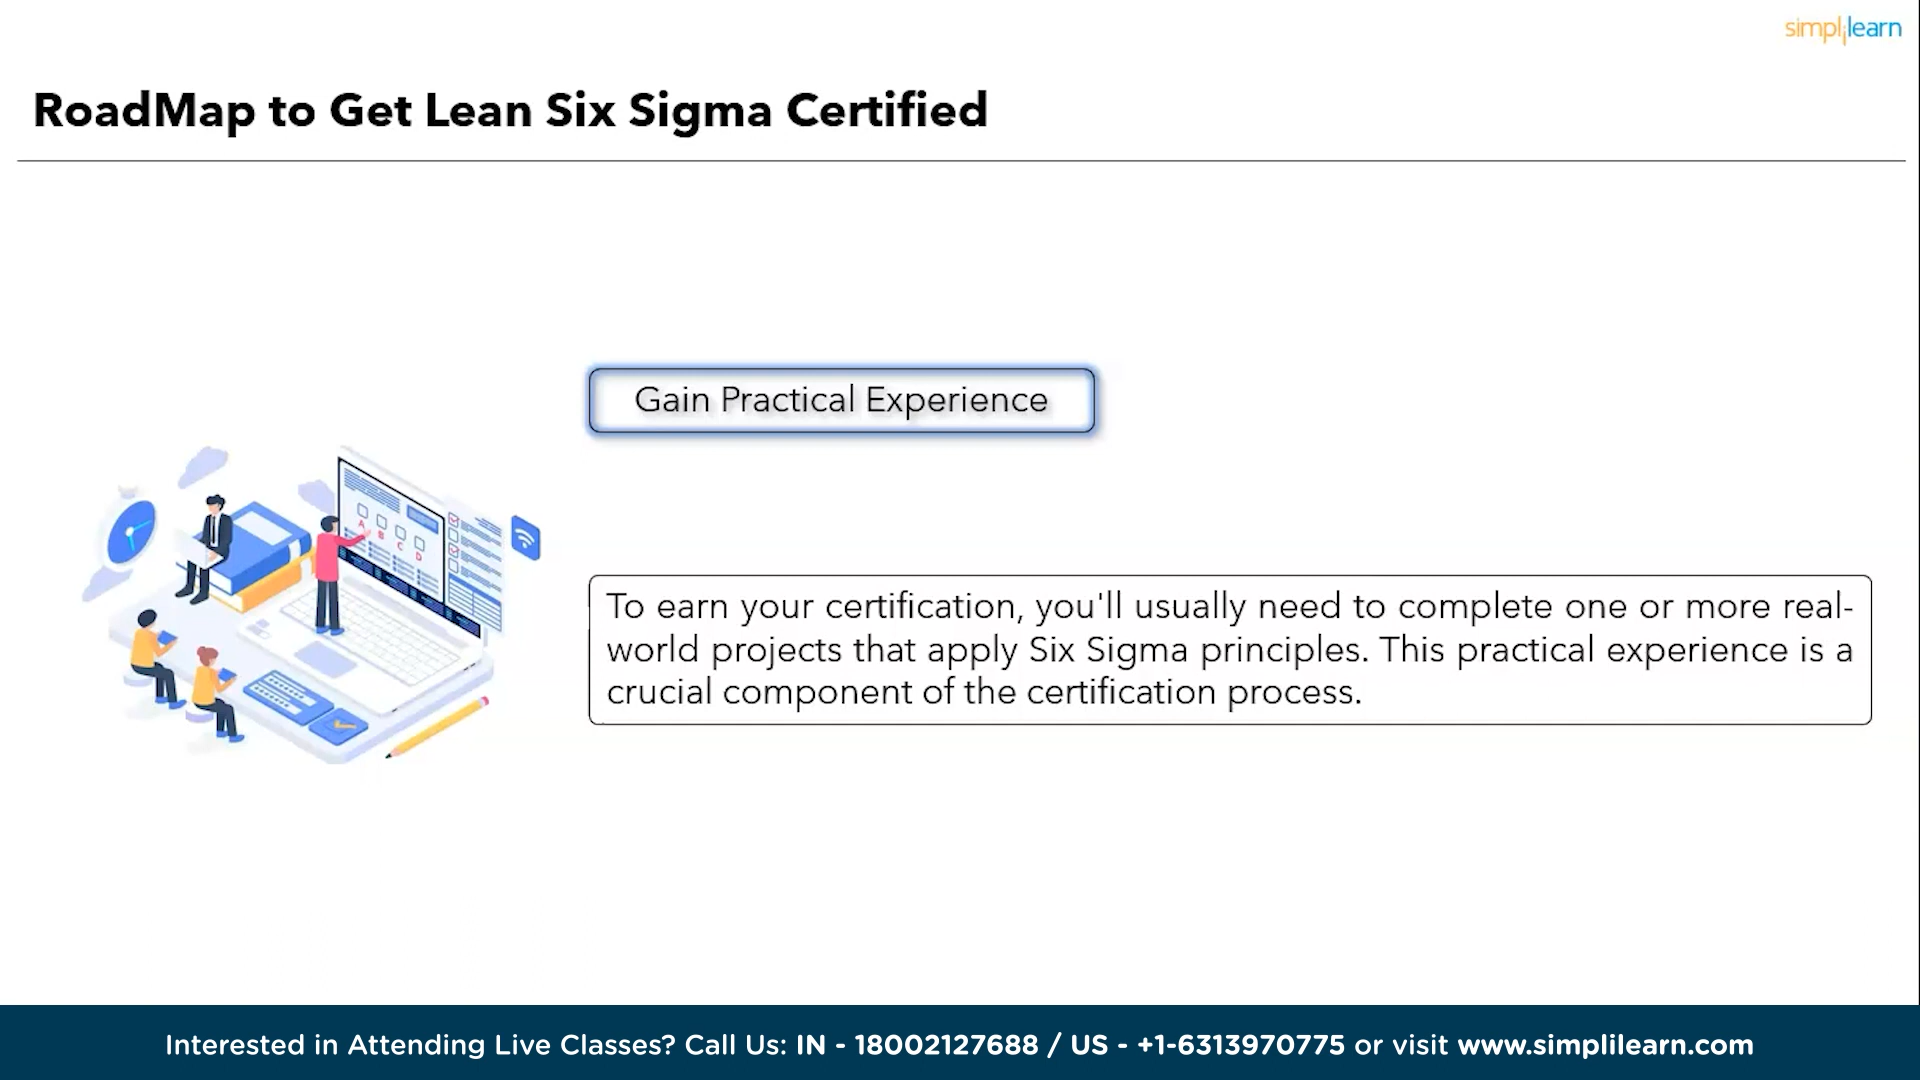 simplilearn
RoadMap to Get Lean Six Sigma Certified
Gain Practical Experience
A
B
C
D
To earn your certification, you'll usually need to complete one or more real-
world projects that apply Six Sigma principles. This practical experience is a
crucial component of the certification process.
Interested in Attending Live Classes? Call Us: IN - 18002127688 / US - +1-6313970775 or visit www.simplilearn.com